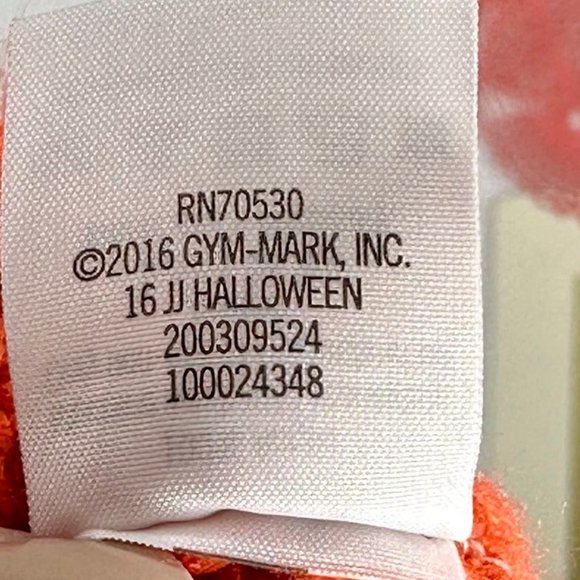 RN70530
©2016 GYM-MARK, INC.
16 JJ HALLOWEEN
200309524
100024348